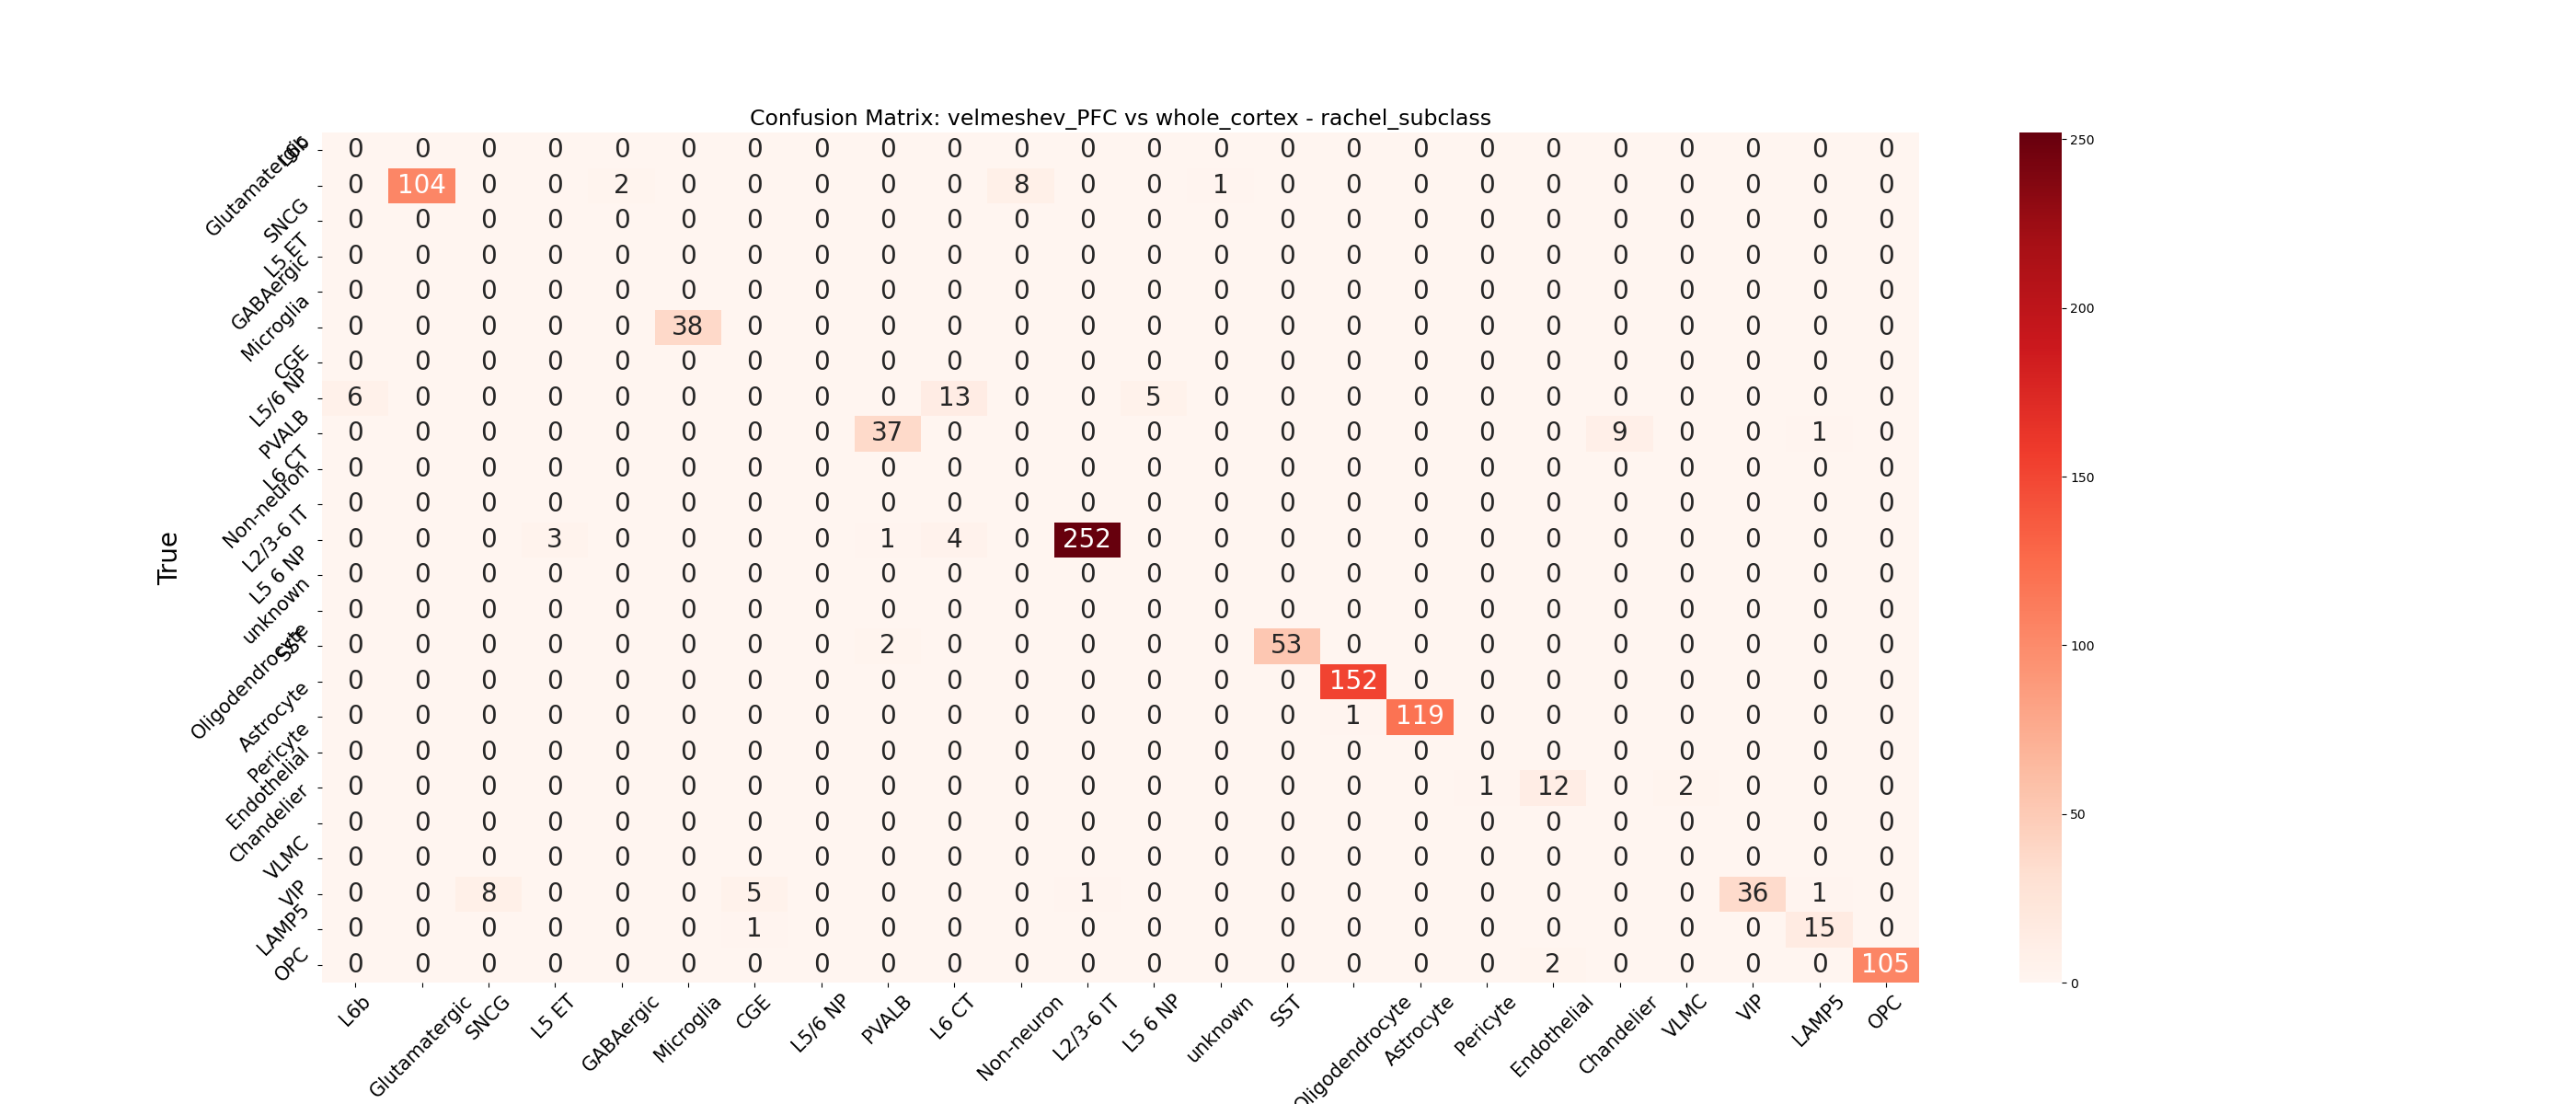 Confusion Matrix: velmeshev_PFC vs whole_cortex - rachel_subclass
True
L6b 0 0 0 0 0 0 0 0 0 0 0 0 0 0 0 0 0 0 0 0 0 0 0 0
Glutamatergic 0 104 0 0 2 0 0 0 0 0 8 0 0 1 0 0 0 0 0 0 0 0 0 0
SNCG 0 0 0 0 0 0 0 0 0 0 0 0 0 0 0 0 0 0 0 0 0 0 0 0
L5 ET 0 0 0 0 0 0 0 0 0 0 0 0 0 0 0 0 0 0 0 0 0 0 0 0
GABAergic 0 0 0 0 0 0 0 0 0 0 0 0 0 0 0 0 0 0 0 0 0 0 0 0
Microglia 0 0 0 0 0 38 0 0 0 0 0 0 0 0 0 0 0 0 0 0 0 0 0 0
CGE 0 0 0 0 0 0 0 0 0 0 0 0 0 0 0 0 0 0 0 0 0 0 0 0
L5/6 NP 6 0 0 0 0 0 0 0 0 13 0 0 5 0 0 0 0 0 0 0 0 0 0 0
PVALB 0 0 0 0 0 0 0 0 37 0 0 0 0 0 0 0 0 0 0 9 0 0 1 0
L6 CT 0 0 0 0 0 0 0 0 0 0 0 0 0 0 0 0 0 0 0 0 0 0 0 0
Non-neuron 0 0 0 0 0 0 0 0 0 0 0 0 0 0 0 0 0 0 0 0 0 0 0 0
L2/3-6 IT 0 0 0 3 0 0 0 0 1 4 0 252 0 0 0 0 0 0 0 0 0 0 0 0
L5 6 NP 0 0 0 0 0 0 0 0 0 0 0 0 0 0 0 0 0 0 0 0 0 0 0 0
unknown 0 0 0 0 0 0 0 0 0 0 0 0 0 0 0 0 0 0 0 0 0 0 0 0
SST 0 0 0 0 0 0 0 0 2 0 0 0 0 0 53 0 0 0 0 0 0 0 0 0
Oligodendrocyte 0 0 0 0 0 0 0 0 0 0 0 0 0 0 0 152 0 0 0 0 0 0 0 0
Astrocyte 0 0 0 0 0 0 0 0 0 0 0 0 0 0 0 1 119 0 0 0 0 0 0 0
Pericyte 0 0 0 0 0 0 0 0 0 0 0 0 0 0 0 0 0 0 0 0 0 0 0 0
Endothelial 0 0 0 0 0 0 0 0 0 0 0 0 0 0 0 0 0 1 12 0 2 0 0 0
Chandelier 0 0 0 0 0 0 0 0 0 0 0 0 0 0 0 0 0 0 0 0 0 0 0 0
VLMC 0 0 0 0 0 0 0 0 0 0 0 0 0 0 0 0 0 0 0 0 0 0 0 0
VIP 0 0 8 0 0 0 5 0 0 0 0 1 0 0 0 0 0 0 0 0 0 36 1 0
LAMP5 0 0 0 0 0 0 1 0 0 0 0 0 0 0 0 0 0 0 0 0 0 0 15 0
OPC 0 0 0 0 0 0 0 0 0 0 0 0 0 0 0 0 0 0 2 0 0 0 0 105
L6b Glutamatergic SNCG L5 ET GABAergic Microglia CGE L5/6 NP PVALB L6 CT Non-neuron L2/3-6 IT L5 6 NP unknown SST Oligodendrocyte Astrocyte Pericyte Endothelial Chandelier VLMC VIP LAMP5 OPC
250
200
150
100
50
0